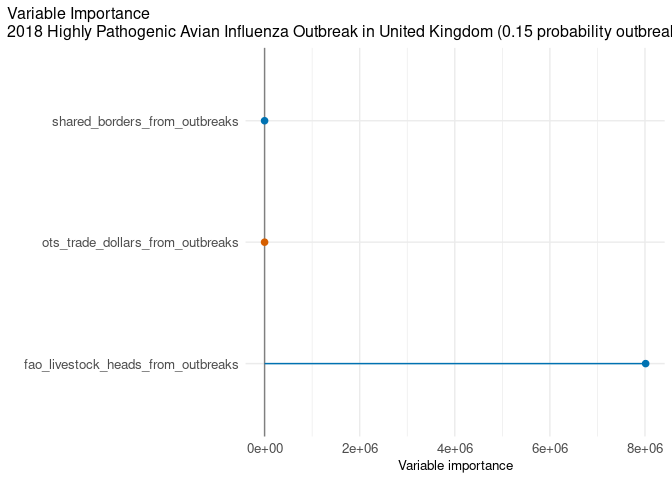 Variable Importance
2018 Highly Pathogenic Avian Influenza Outbreak in United Kingdom (0.15 probability outbreal
shared_borders_from_outbreaks
ots_trade_dollars_from_outbreaks
fao_livestock_heads_from_outbreaks
0e+00 2e+06 4e+06 6e+06 8e+06
Variable importance